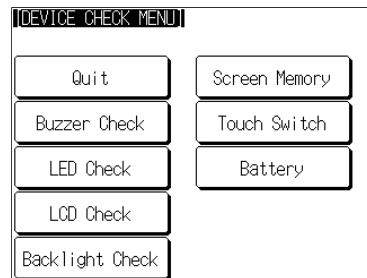 [DEVICE CHECK MENU]
Quit
Buzzer Check
LED Check
LCD Check
Backlight Check
Screen Memory
Touch Switch
Battery